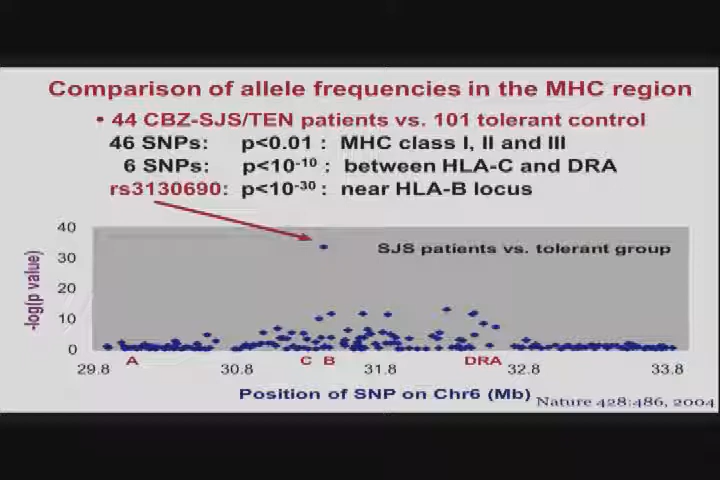 Comparison of allele frequencies in the MHC region
• 44 CBZ-SJS/TEN patients vs. 101 tolerant control
46 SNPs: p<0.01 : MHC class I, II and III
6 SNPs: p<10⁻¹⁰ : between HLA-C and DRA
rs3130690: p<10⁻³⁰ : near HLA-B locus
SJS patients vs. tolerant group
-log(p value)
40
30
20
10
0
A C B DRA
29.8 30.8 31.8 32.8 33.8
Position of SNP on Chr6 (Mb)
Nature 428:486, 2004